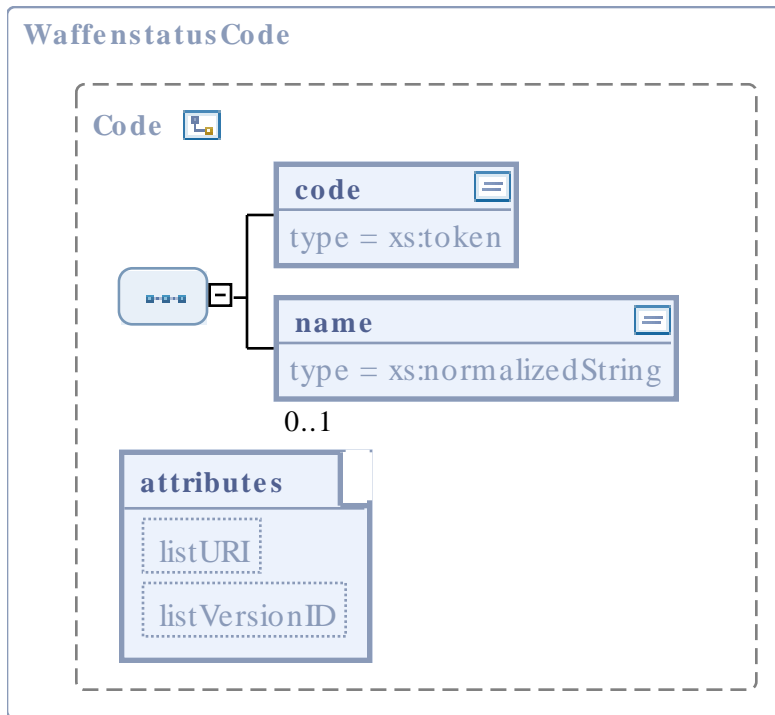 WaffenstatusCode
Code
code
type = xs:token
name
type = xs:normalizedString
0..1
attributes
listURI
listVersionID